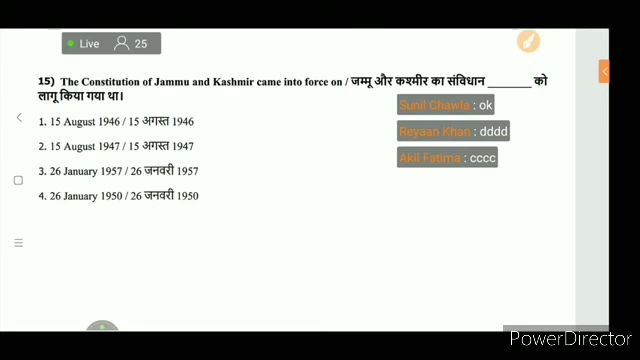 Live 25
15) The Constitution of Jammu and Kashmir came into force on / जम्मू और कश्मीर का संविधान ________ को
लागू किया गया था।
Sunil Chawla : ok
1. 15 August 1946 / 15 अगस्त 1946
Reyaan Khan : dddd
2. 15 August 1947 / 15 अगस्त 1947
Akil Fatima : cccc
3. 26 January 1957 / 26 जनवरी 1957
4. 26 January 1950 / 26 जनवरी 1950
PowerDirector